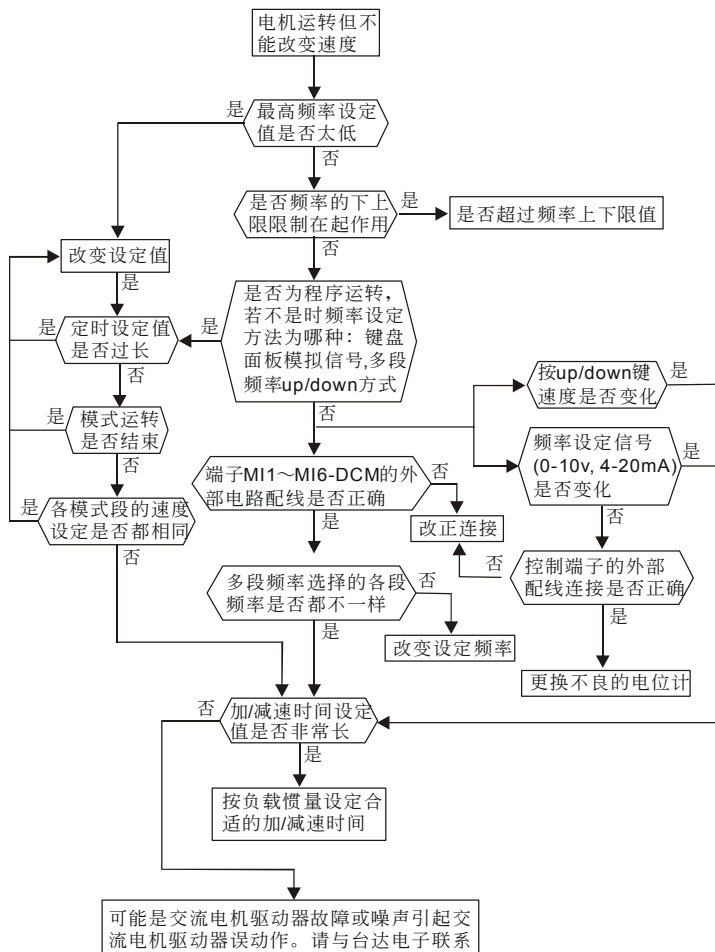 电机运转但不
能改变速度
是
最高频率设定
值是否太低
否
是否频率的下上
限限制在起作用
是
是否超过频率上下限值
否
改变设定值
是
是否为程序运转，
若不是时频率设定
方法为哪种：键盘
面板模拟信号,多段
频率up/down方式
是
定时设定值
是否过长
是
否
否
按up/down键
速度是否变化
是
是
模式运转
是否结束
否
频率设定信号
(0-10v, 4-20mA)
是否变化
是
否
端子MI1～MI6-DCM的外
部电路配线是否正确
否
是
是
各模式段的速度
设定是否都相同
否
改正连接
否
控制端子的外部
配线连接是否正确
是
多段频率选择的各段
频率是否都不一样
否
是
改变设定频率
更换不良的电位计
否
加/减速时间设定
值是否非常长
是
按负载惯量设定合
适的加/减速时间
可能是交流电机驱动器故障或噪声引起交
流电机驱动器误动作。请与台达电子联系